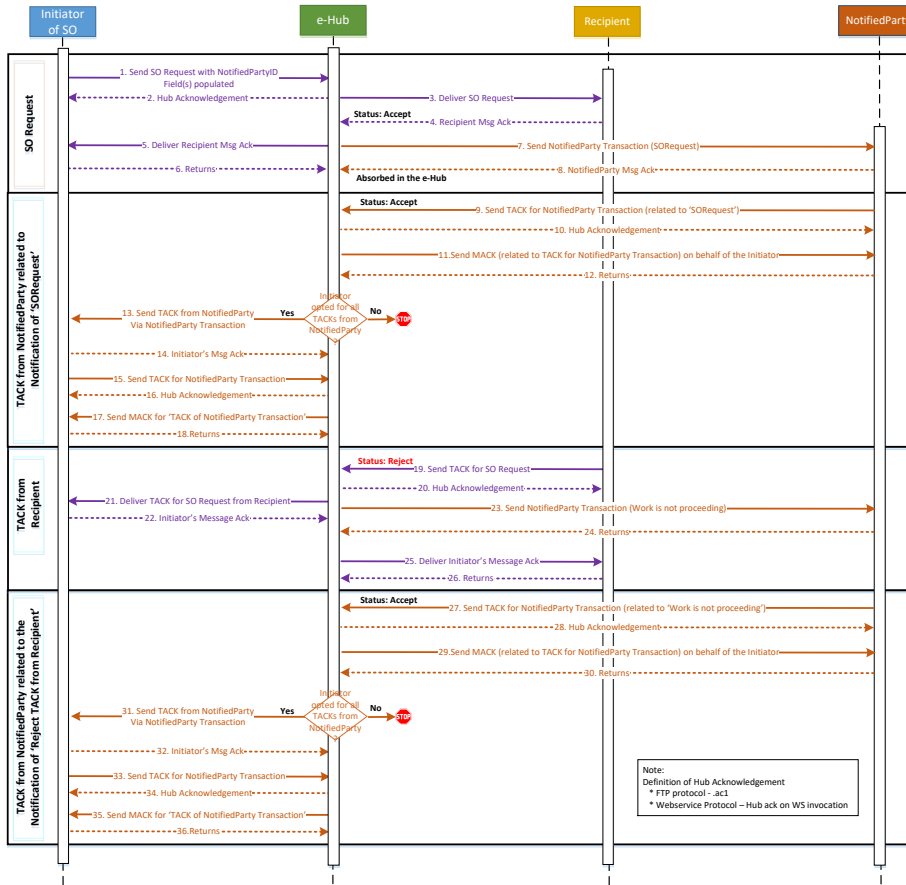 Initiator
of SO
e-Hub
Recipient
NotifiedPart
SO Request
1. Send SO Request with NotifiedPartyID
Field(s) populated
2. Hub Acknowledgement
3. Deliver SO Request
Status: Accept
4. Recipient Msg Ack
5. Deliver Recipient Msg Ack
7. Send NotifiedParty Transaction (SORequest)
6. Returns
8. NotifiedParty Msg Ack
Absorbed in the e-Hub
TACK from NotifiedParty related to
Notification of ‘SORequest’
Status: Accept
9. Send TACK for NotifiedParty Transaction (related to ‘SORequest’)
10. Hub Acknowledgement
11.Send MACK (related to TACK for NotifiedParty Transaction) on behalf of the Initiator
12. Returns
Initiator
opted for all
TACKs from
NotifiedParty
?
Yes
No
STOP
13. Send TACK from NotifiedParty
Via NotifiedParty Transaction
14. Initiator’s Msg Ack
15. Send TACK for NotifiedParty Transaction
16. Hub Acknowledgement
17. Send MACK for ‘TACK of NotifiedParty Transaction’
18.Returns
TACK from
Recipient
Status: Reject
19. Send TACK for SO Request
20. Hub Acknowledgement
21. Deliver TACK for SO Request from Recipient
22. Initiator’s Message Ack
23. Send NotifiedParty Transaction (Work is not proceeding)
24. Returns
25. Deliver Initiator’s Message Ack
26. Returns
TACK from NotifiedParty related to the
Notification of ‘Reject TACK from Recipient’
Status: Accept
27. Send TACK for NotifiedParty Transaction (related to ‘Work is not proceeding’)
28. Hub Acknowledgement
29.Send MACK (related to TACK for NotifiedParty Transaction) on behalf of the Initiator
30. Returns
Initiator
opted for all
TACKs from
NotifiedParty
?
Yes
No
STOP
31. Send TACK from NotifiedParty
Via NotifiedParty Transaction
32. Initiator’s Msg Ack
33. Send TACK for NotifiedParty Transaction
34. Hub Acknowledgement
35. Send MACK for ‘TACK of NotifiedParty Transaction’
36.Returns
Note:
Definition of Hub Acknowledgement
* FTP protocol - .ac1
* Webservice Protocol – Hub ack on WS invocation